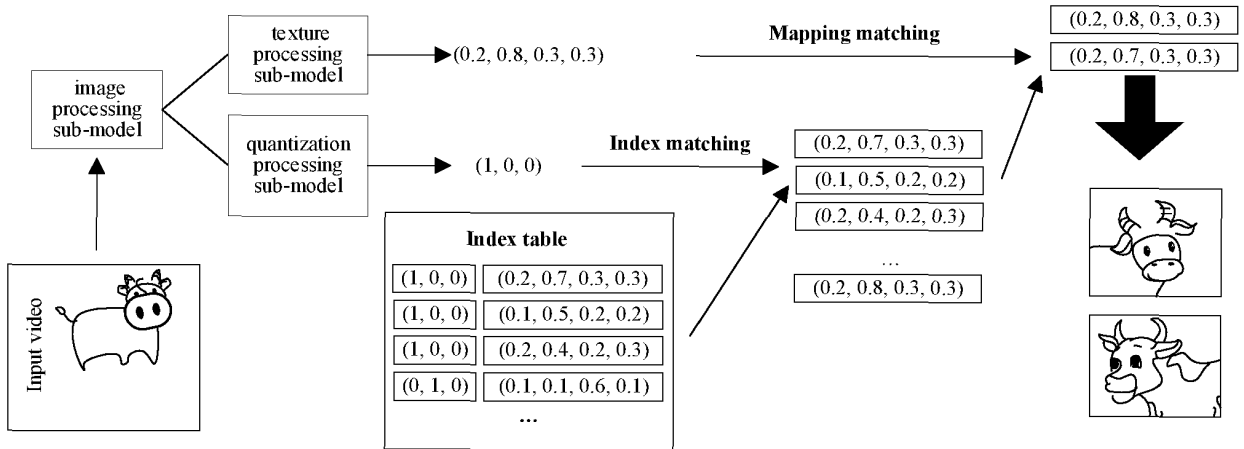 image
processing
sub-model
texture
processing
sub-model
quantization
processing
sub-model
(0.2, 0.8, 0.3, 0.3)
Mapping matching
(0.2, 0.8, 0.3, 0.3)
(0.2, 0.7, 0.3, 0.3)
(1, 0, 0)
Index matching
(0.2, 0.7, 0.3, 0.3)
(0.1, 0.5, 0.2, 0.2)
(0.2, 0.4, 0.2, 0.3)
...
(0.2, 0.8, 0.3, 0.3)
Index table
(1, 0, 0) (0.2, 0.7, 0.3, 0.3)
(1, 0, 0) (0.1, 0.5, 0.2, 0.2)
(1, 0, 0) (0.2, 0.4, 0.2, 0.3)
(0, 1, 0) (0.1, 0.1, 0.6, 0.1)
...
Input video